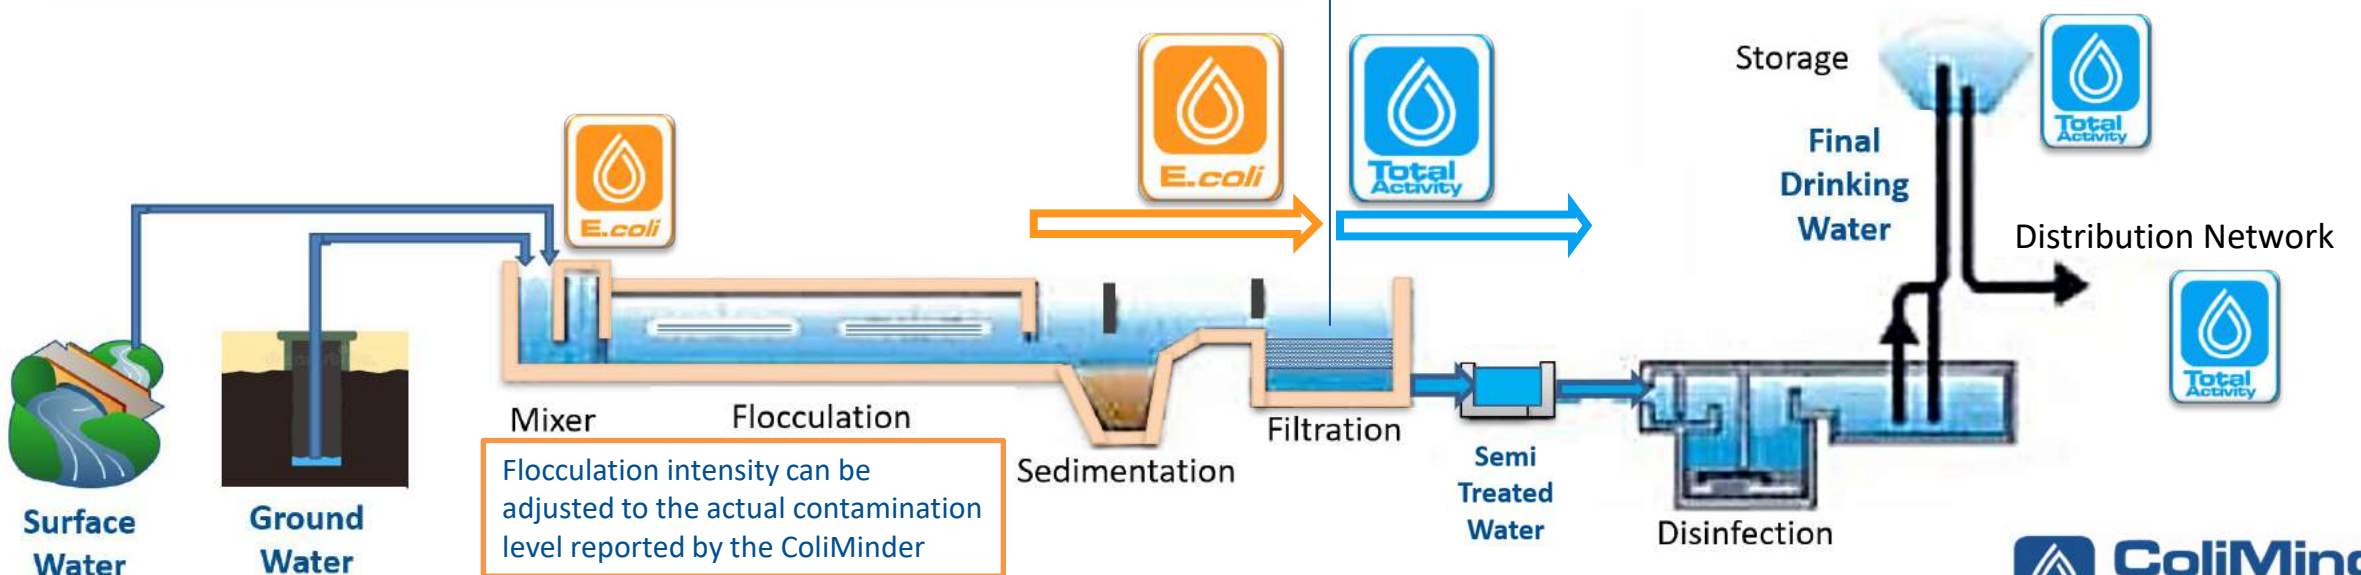 Storage
Total
Activity
E.coli
Total
Activity
E.coli
Final
Drinking
Water
Distribution Network
Total
Activity
Mixer
Flocculation
Sedimentation
Filtration
Semi
Treated
Water
Disinfection
Surface
Water
Ground
Water
Flocculation intensity can be
adjusted to the actual contamination
level reported by the ColiMinder